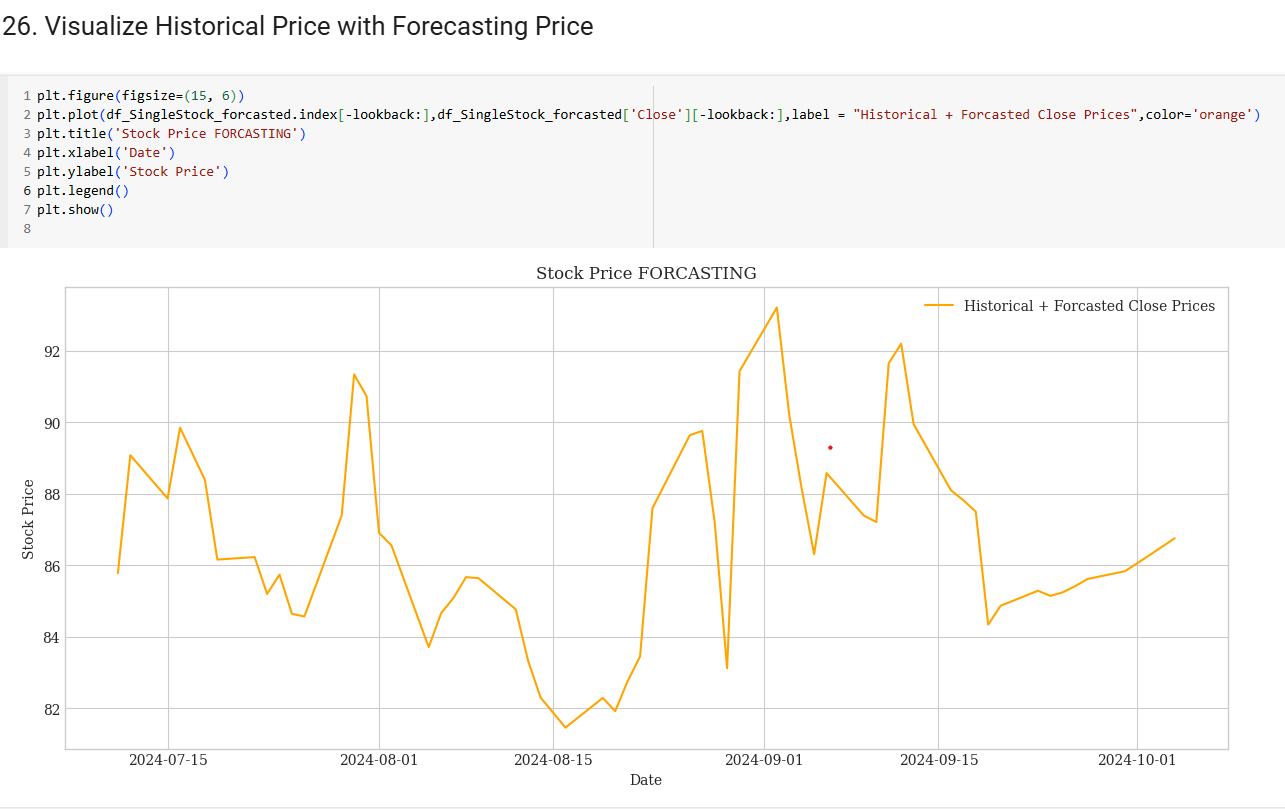 26. Visualize Historical Price with Forecasting Price
1 plt.figure(figsize=(15, 6))
2 plt.plot(df_SingleStock_forcasted.index[-lookback:],df_SingleStock_forcasted['Close'][-lookback:],label = "Historical + Forcasted Close Prices",color='orange')
3 plt.title('Stock Price FORCASTING')
4 plt.xlabel('Date')
5 plt.ylabel('Stock Price')
6 plt.legend()
7 plt.show()
8
Stock Price FORCASTING
Historical + Forcasted Close Prices
92
90
88
86
84
82
Stock Price
2024-07-15 2024-08-01 2024-08-15 2024-09-01 2024-09-15 2024-10-01
Date